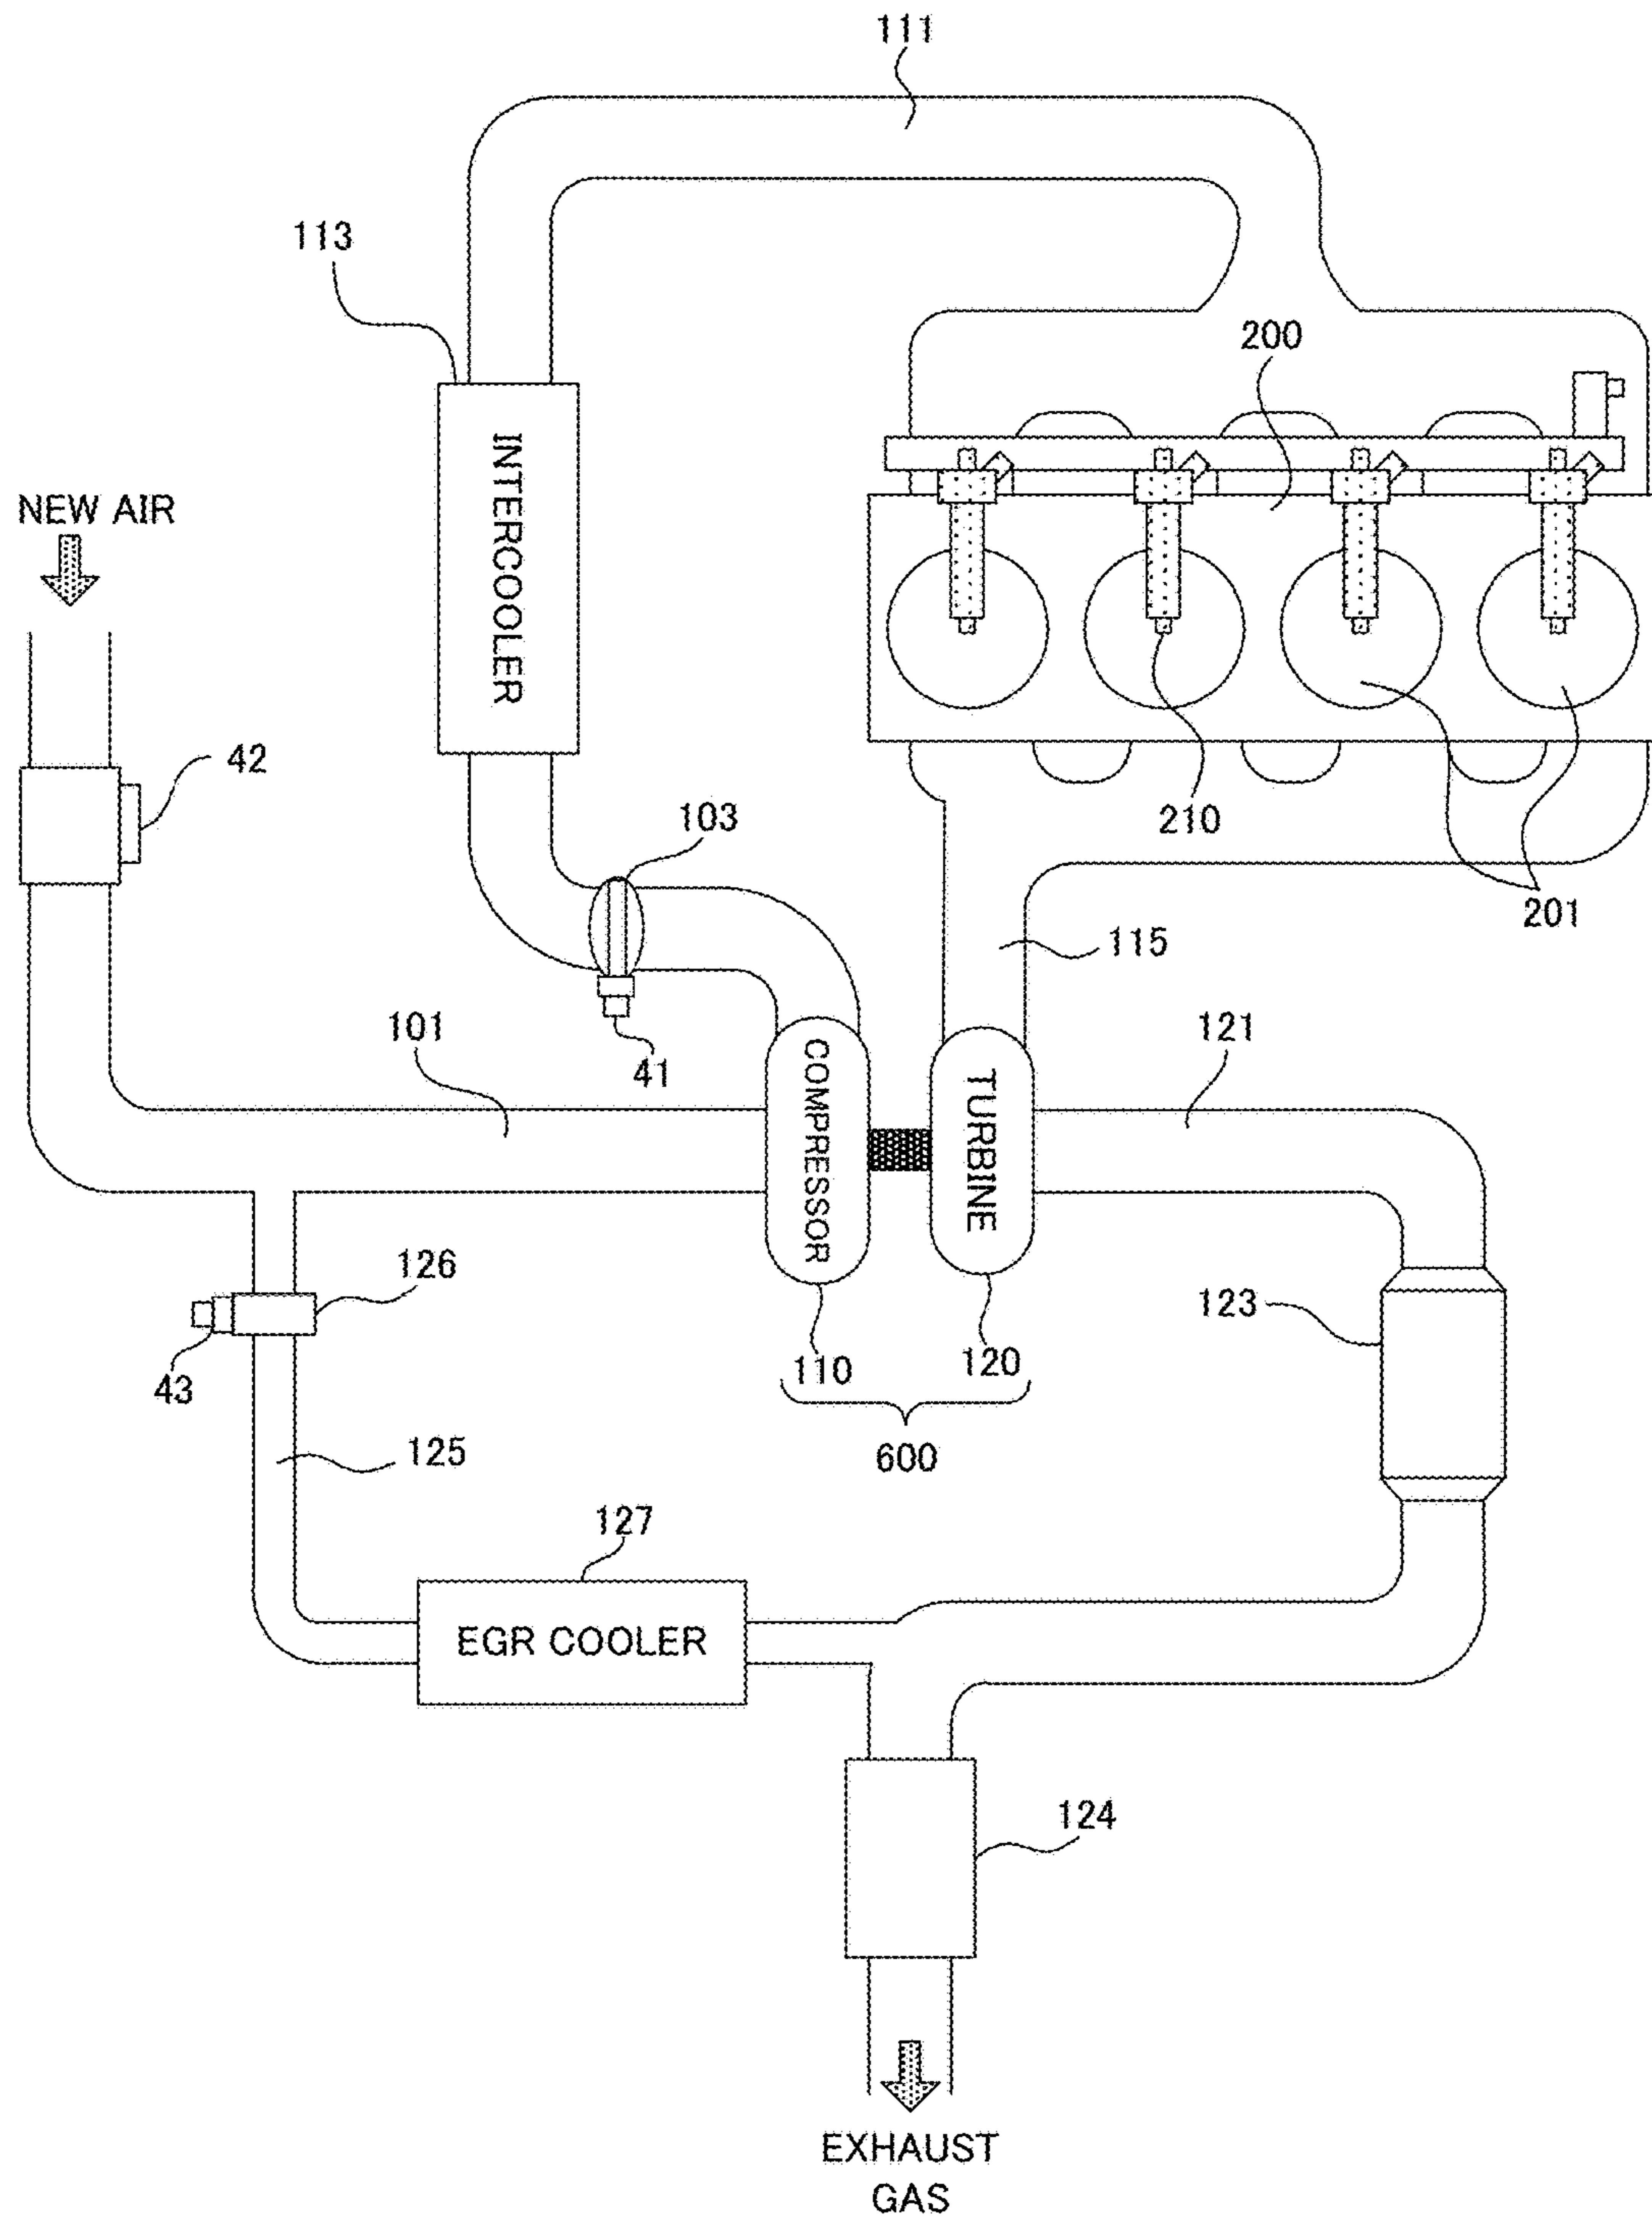 111
113
200
INTERCOOLER
NEW AIR
42
103
210
201
115
101
41
121
COMPRESSOR
TURBINE
126
123
43
110
120
125
600
127
EGR COOLER
124
EXHAUST
GAS